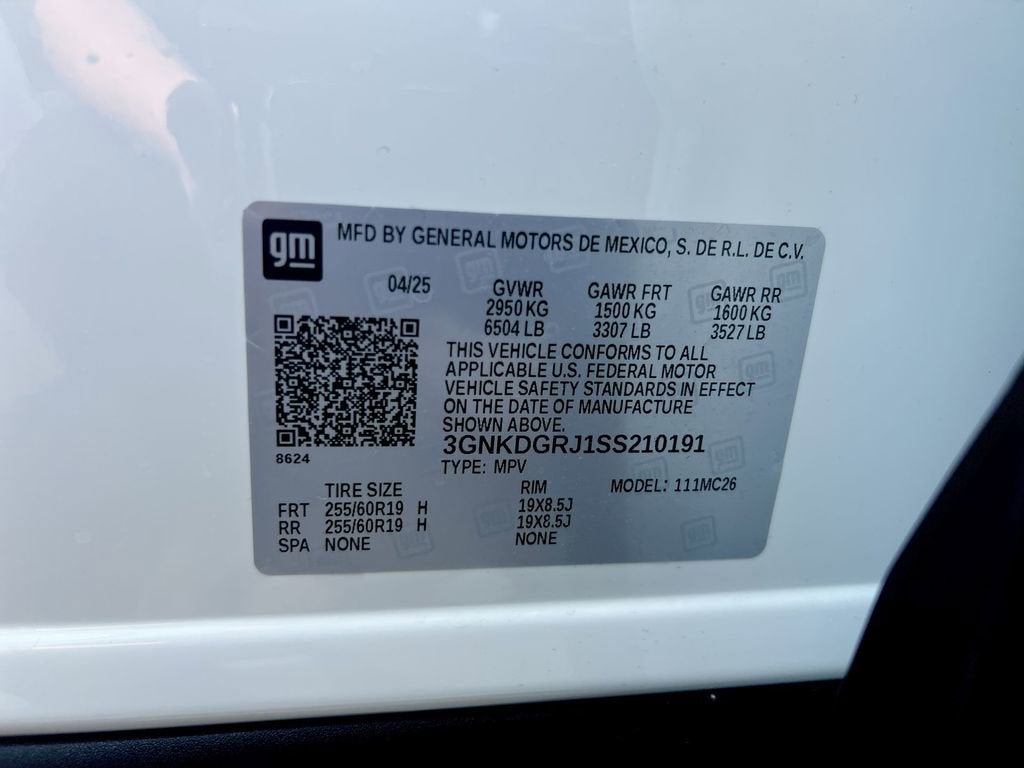 gm MFD BY GENERAL MOTORS DE MEXICO, S. DE R.L. DE C.V.
04/25 GVWR GAWR FRT GAWR RR
2950 KG 1500 KG 1600 KG
6504 LB 3307 LB 3527 LB
THIS VEHICLE CONFORMS TO ALL
APPLICABLE U.S. FEDERAL MOTOR
VEHICLE SAFETY STANDARDS IN EFFECT
ON THE DATE OF MANUFACTURE
SHOWN ABOVE.
3GNKDGRJ1SS210191
8624
TYPE: MPV
TIRE SIZE RIM MODEL: 111MC26
FRT 255/60R19 H 19X8.5J
RR 255/60R19 H 19X8.5J
SPA NONE NONE